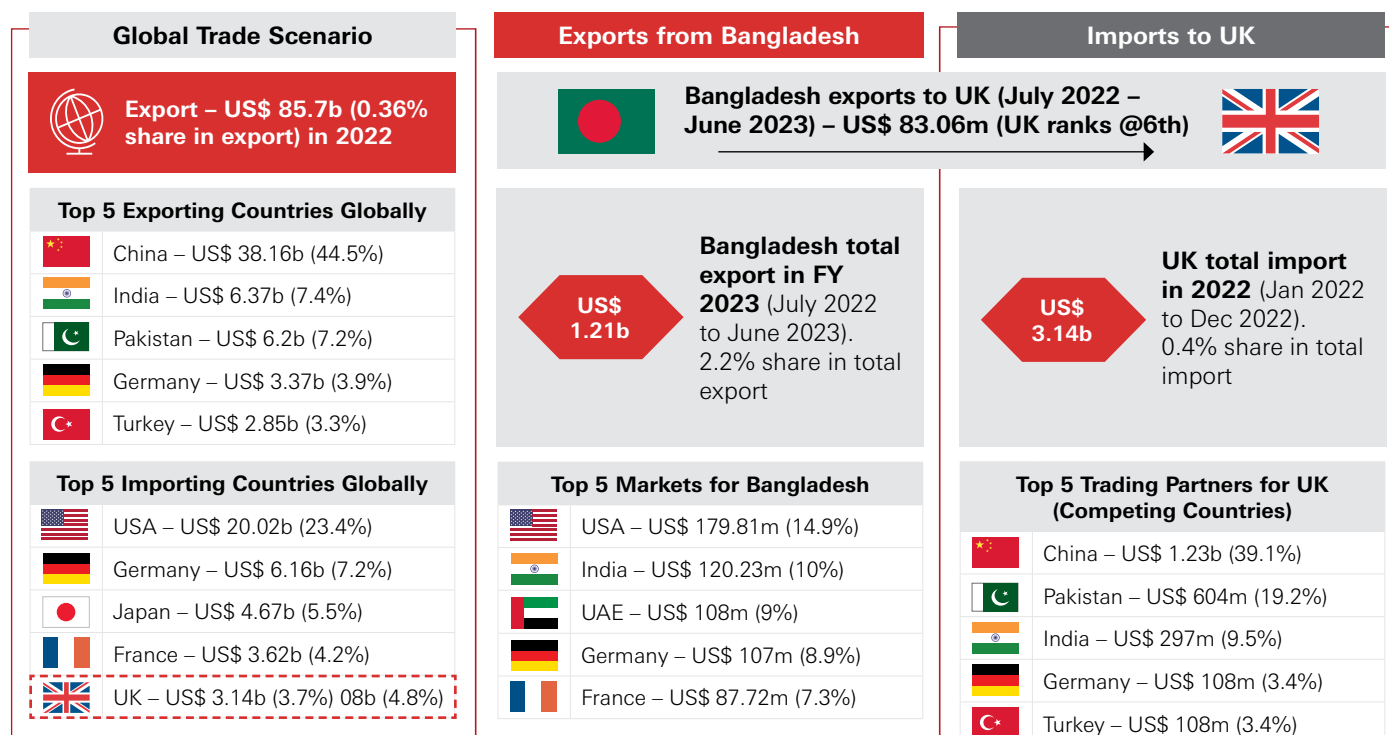 Global Trade Scenario
Export – US$ 85.7b (0.36%
share in export) in 2022
Top 5 Exporting Countries Globally
China – US$ 38.16b (44.5%)
India – US$ 6.37b (7.4%)
Pakistan – US$ 6.2b (7.2%)
Germany – US$ 3.37b (3.9%)
Turkey – US$ 2.85b (3.3%)
Top 5 Importing Countries Globally
USA – US$ 20.02b (23.4%)
Germany – US$ 6.16b (7.2%)
Japan – US$ 4.67b (5.5%)
France – US$ 3.62b (4.2%)
UK – US$ 3.14b (3.7%) 08b (4.8%)
Exports from Bangladesh
Imports to UK
Bangladesh exports to UK (July 2022 –
June 2023) – US$ 83.06m (UK ranks @6th)
US$
1.21b
Bangladesh total
export in FY
2023 (July 2022
to June 2023).
2.2% share in total
export
Top 5 Markets for Bangladesh
USA – US$ 179.81m (14.9%)
India – US$ 120.23m (10%)
UAE – US$ 108m (9%)
Germany – US$ 107m (8.9%)
France – US$ 87.72m (7.3%)
US$
3.14b
UK total import
in 2022 (Jan 2022
to Dec 2022).
0.4% share in total
import
Top 5 Trading Partners for UK
(Competing Countries)
China – US$ 1.23b (39.1%)
Pakistan – US$ 604m (19.2%)
India – US$ 297m (9.5%)
Germany – US$ 108m (3.4%)
Turkey – US$ 108m (3.4%)